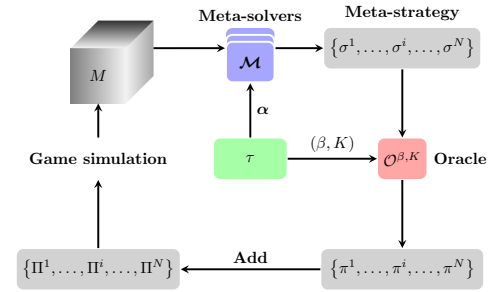 Meta-solvers
Meta-strategy
M
𝓜
{σ¹, . . . , σⁱ, . . . , σᴺ}
α
(β, K)
Game simulation
τ
𝒪^{β,K}
Oracle
{Π¹, . . . , Πⁱ, . . . , Πᴺ}
Add
{π¹, . . . , πⁱ, . . . , πᴺ}